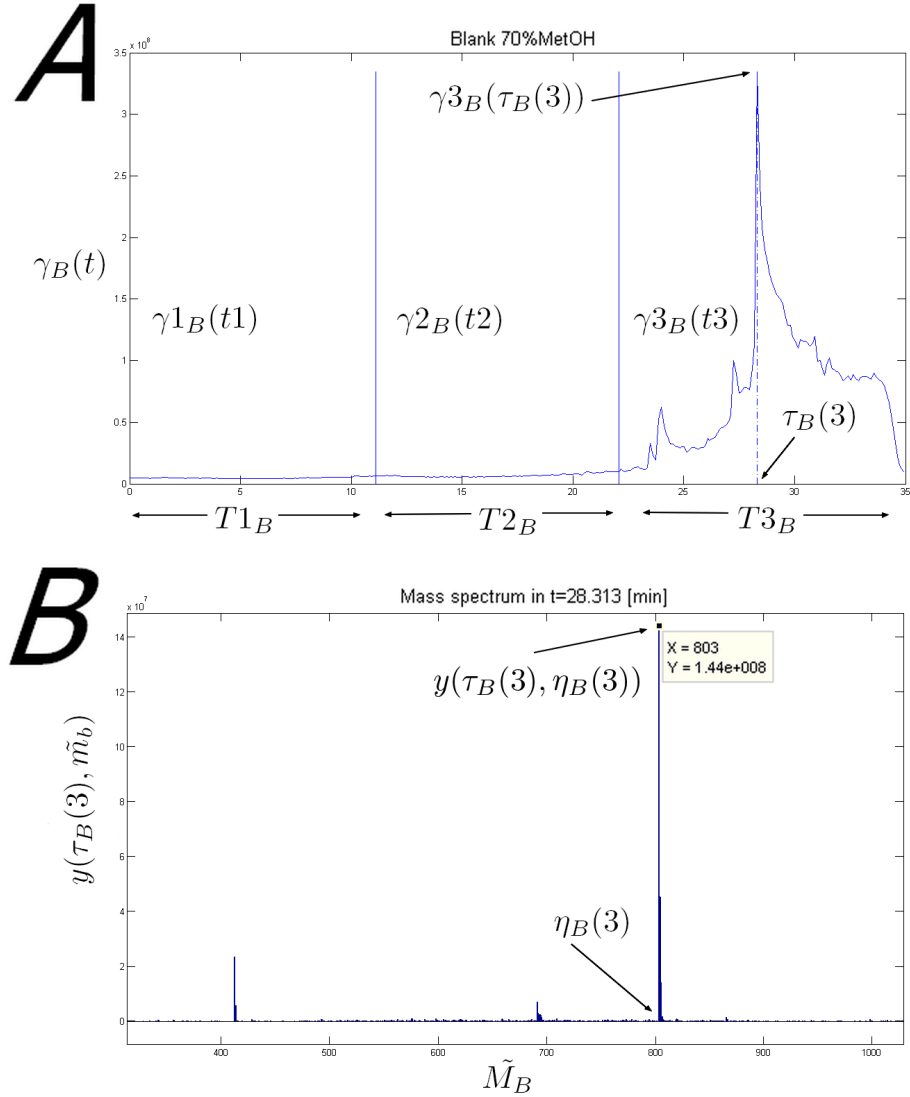 A
Blank 70%MetOH
x 10^8
3.5
3
2.5
2
1.5
1
0.5
0
γ_B(t)
γ3_B(τ_B(3))
γ1_B(t1)
γ2_B(t2)
γ3_B(t3)
τ_B(3)
0 5 10 15 20 25 30 35
T1_B T2_B T3_B
B
Mass spectrum in t=28.313 [min]
x 10^7
14
12
10
8
6
4
2
0
y(τ_B(3), m̃_b)
y(τ_B(3), η_B(3))
X = 803
Y = 1.44e+008
η_B(3)
400 500 600 700 800 900 1000
M̃_B